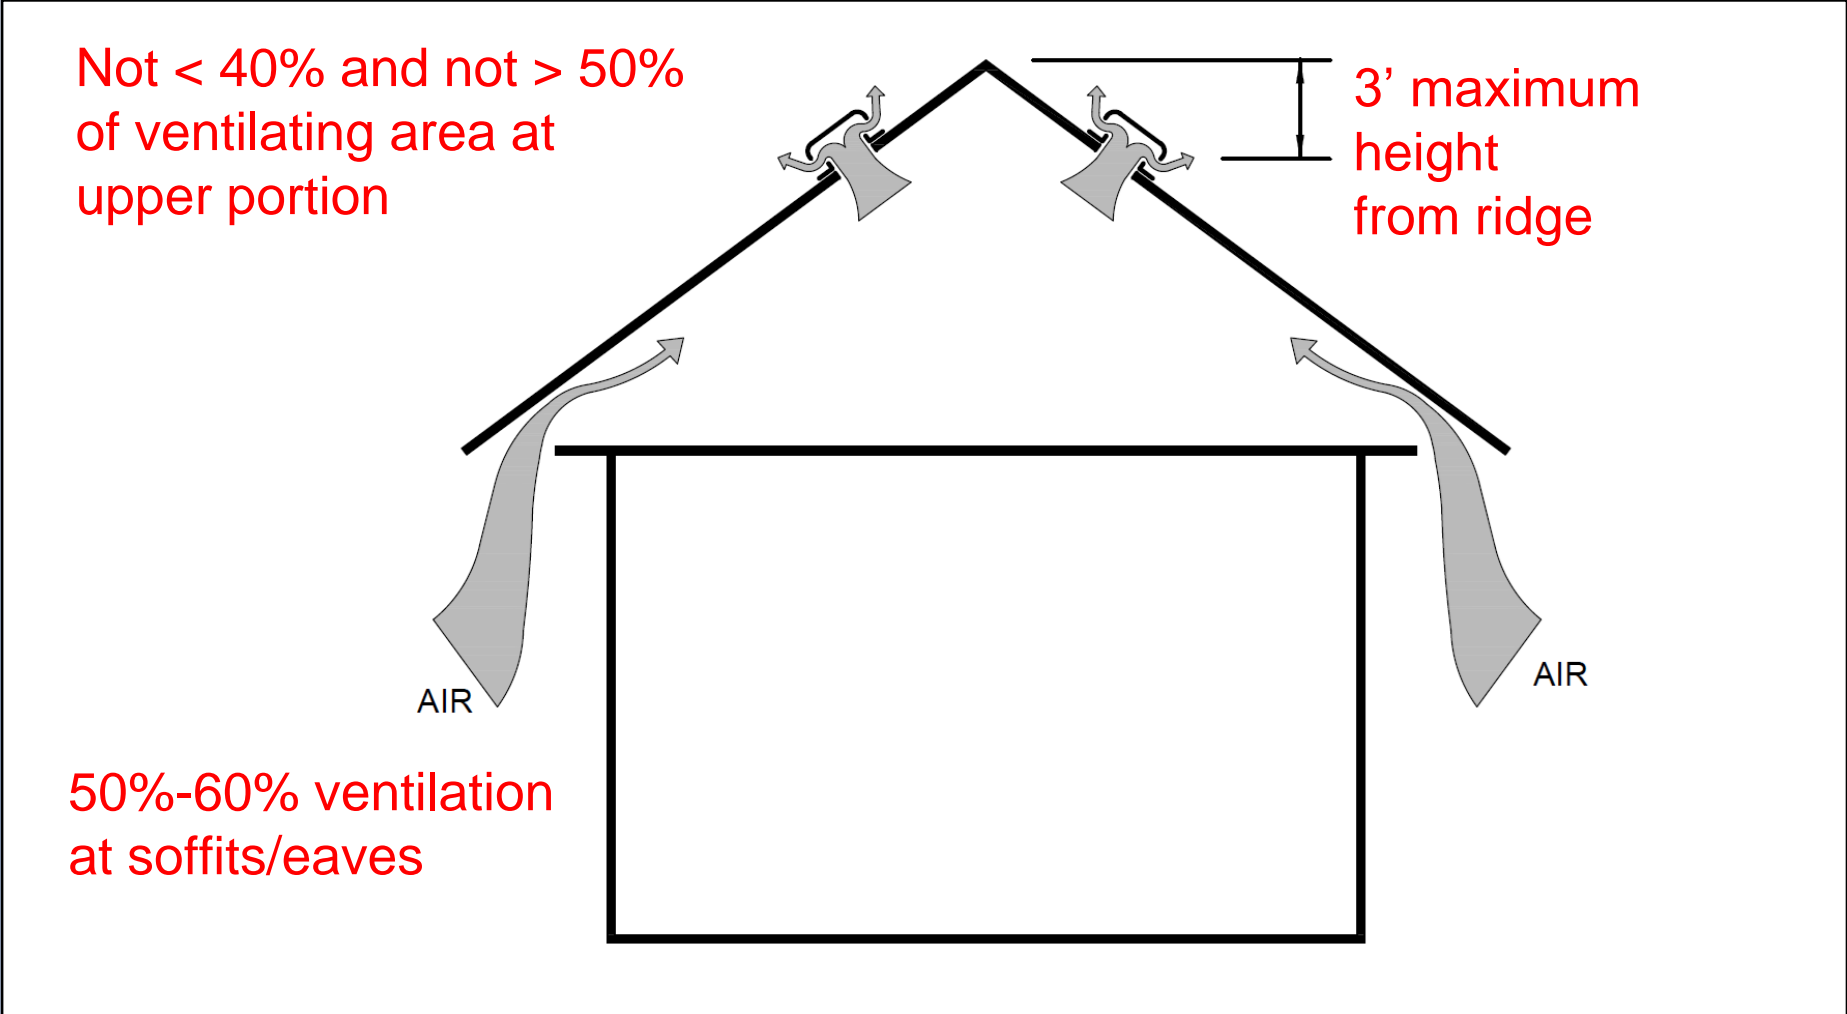 Not < 40% and not > 50%
of ventilating area at
upper portion
3’ maximum
height
from ridge
AIR
AIR
50%-60% ventilation
at soffits/eaves